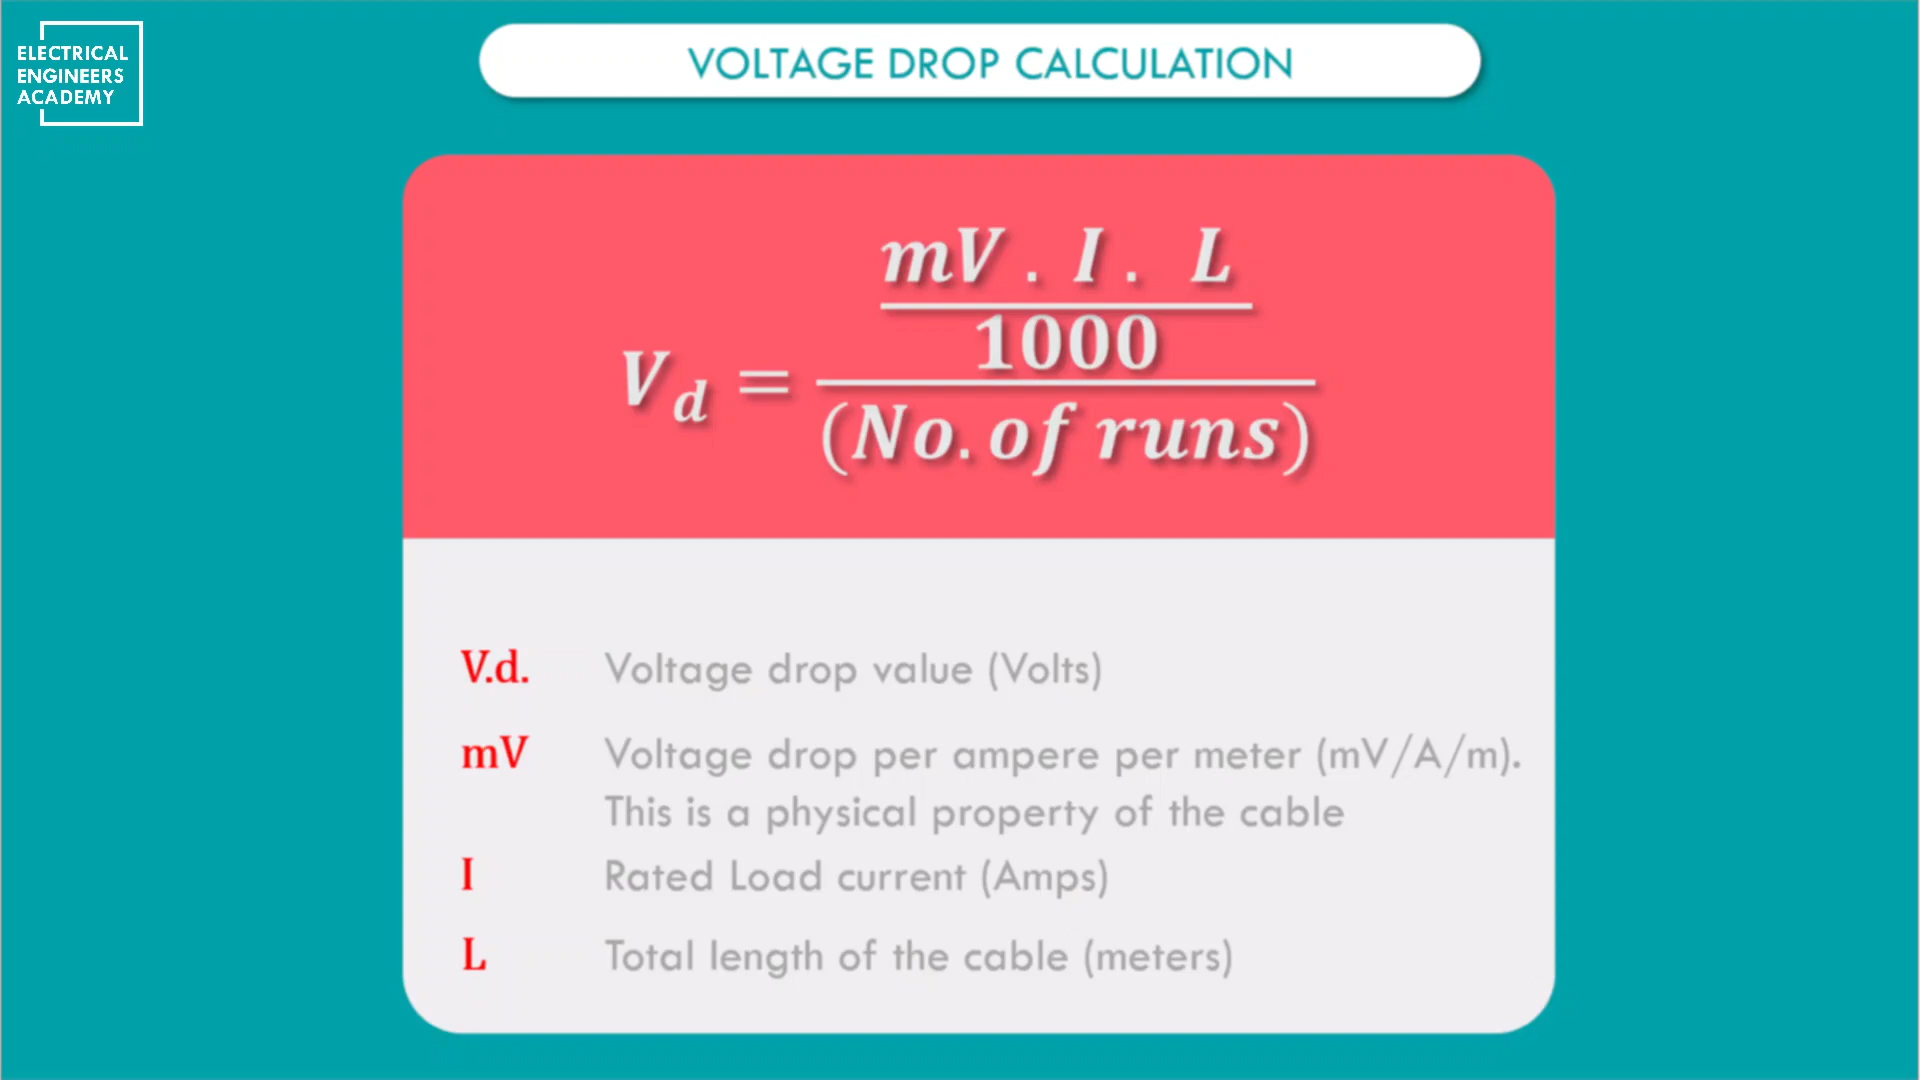 ELECTRICAL
ENGINEERS
ACADEMY
VOLTAGE DROP CALCULATION
mV . I . L
1000
V d =
(No. of runs)
V.d. Voltage drop value (Volts)
mV Voltage drop per ampere per meter (mV/A/m).
This is a physical property of the cable
I Rated Load current (Amps)
L Total length of the cable (meters)